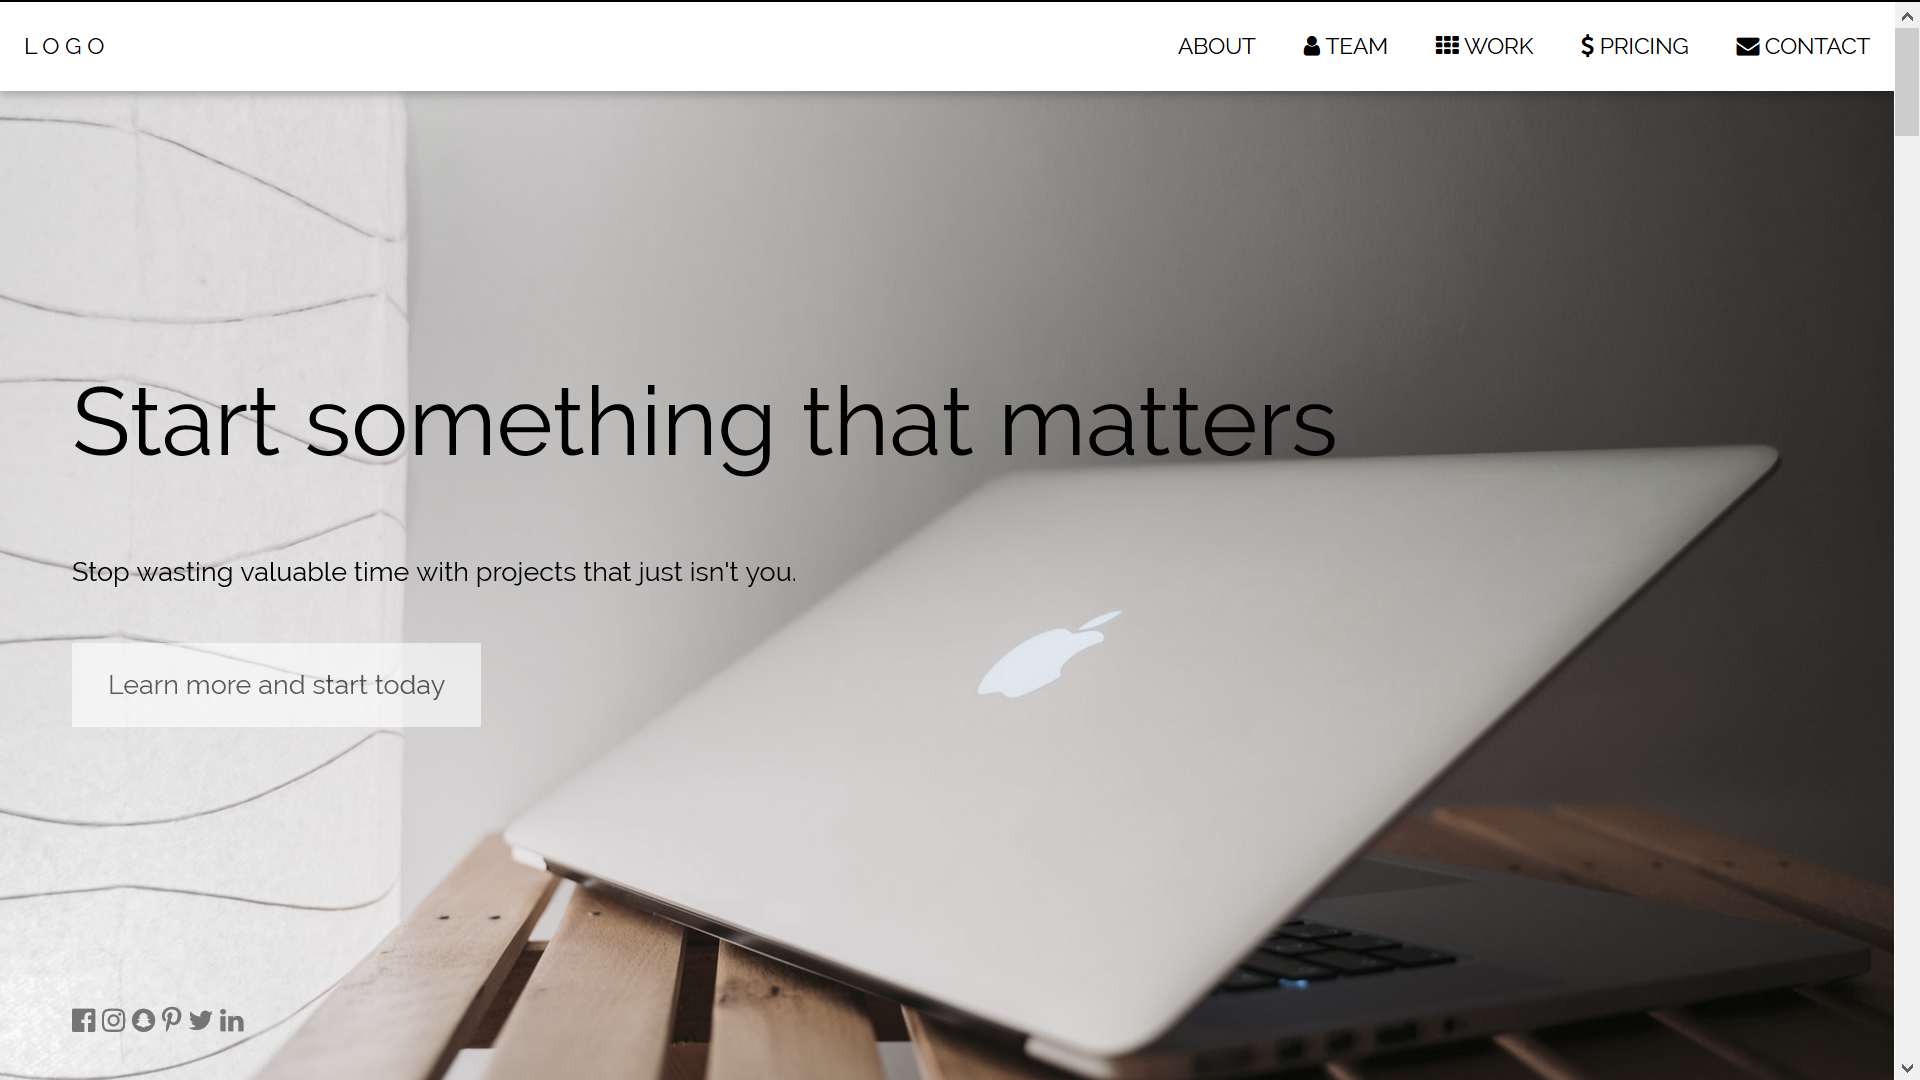 LOGO
ABOUT TEAM WORK $ PRICING CONTACT
Start something that matters
Stop wasting valuable time with projects that just isn't you.
Learn more and start today